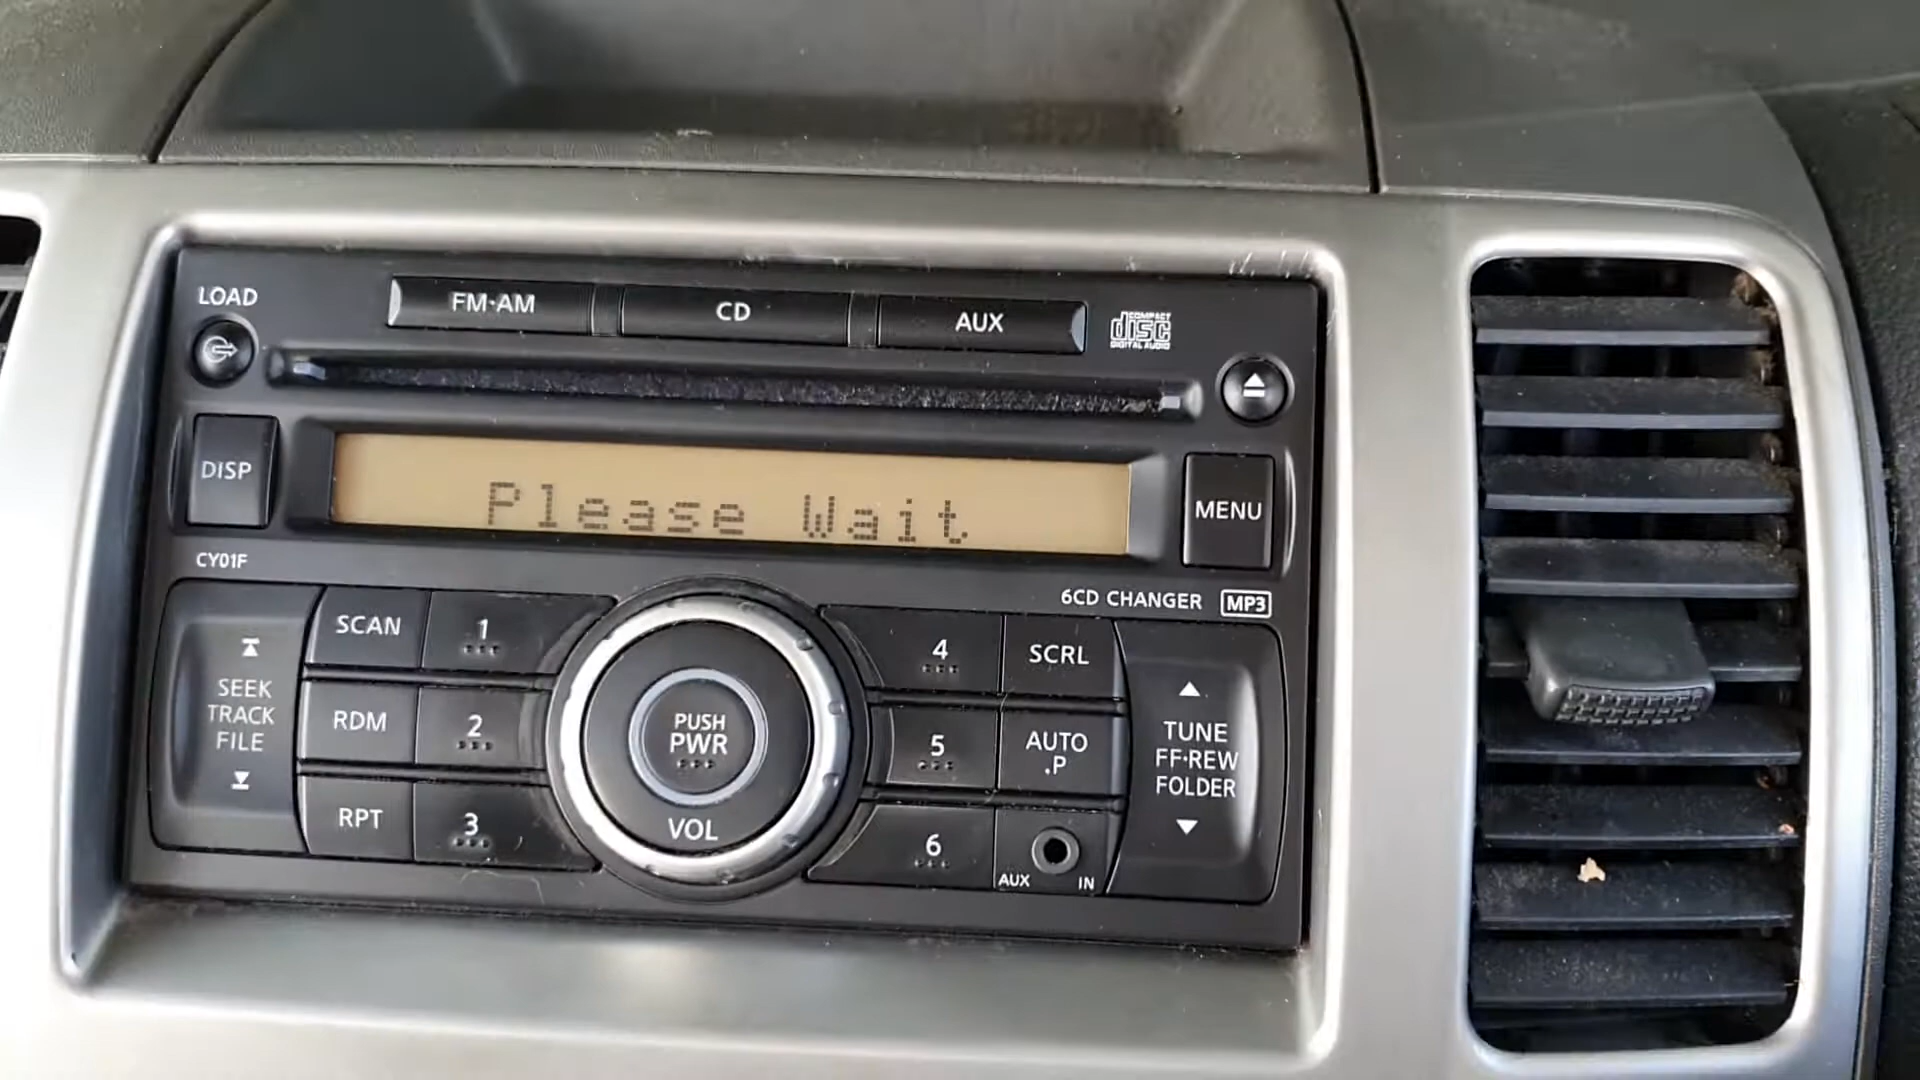 LOAD
FM·AM
CD
AUX
COMPACT
disc
DIGITAL AUDIO
DISP
Please Wait
MENU
CY01F
6CD CHANGER MP3
SEEK
TRACK
FILE
SCAN
1
RDM
2
RPT
3
PUSH
PWR
VOL
4
SCRL
5
AUTO
.P
6
AUX IN
TUNE
FF·REW
FOLDER